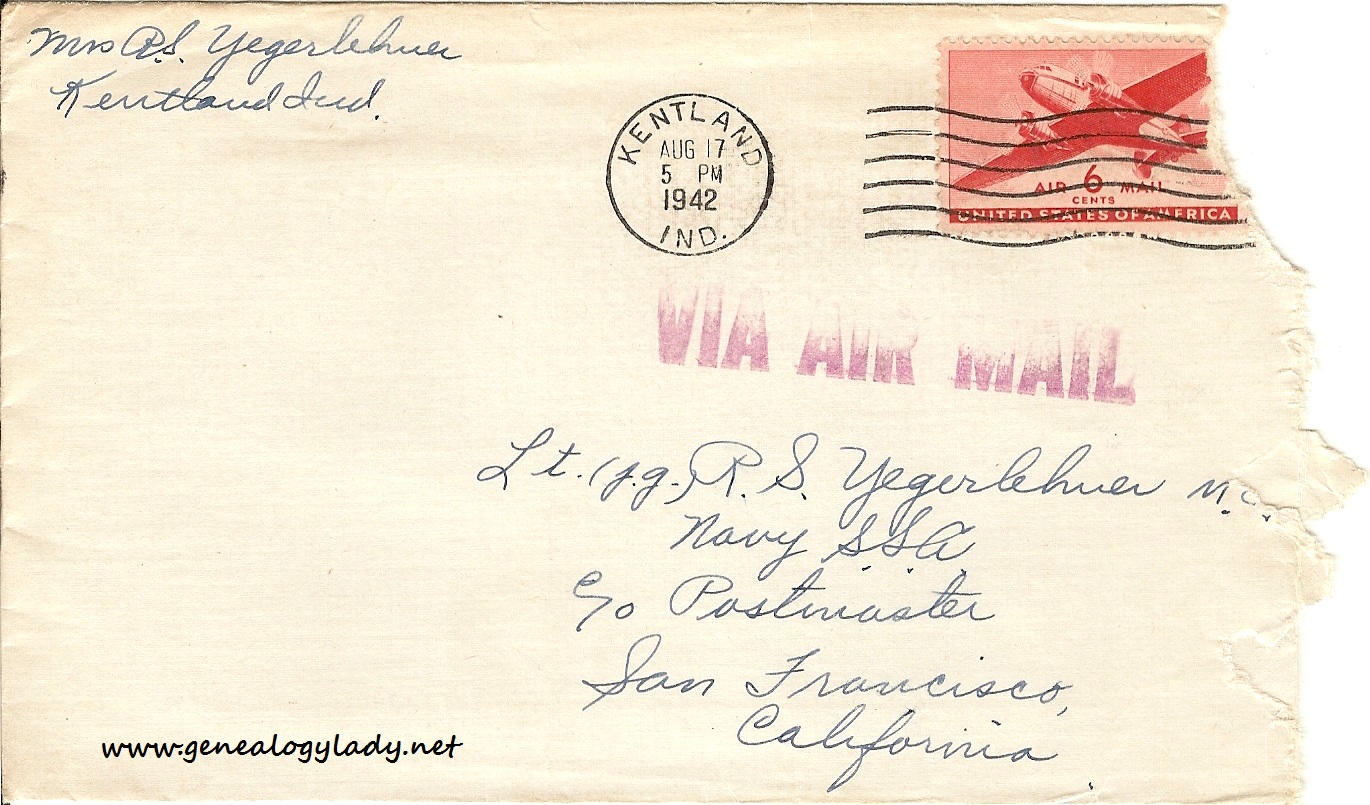 Mrs R.S. Yegerlehner
Kentland Ind.
KENTLAND
AUG 17
5 PM
1942
IND.
AIR 6 MAIL
CENTS
UNITED STATES OF AMERICA
VIA AIR MAIL
Lt. (j.g.) R. S. Yegerlehner M.C.
Navy S.S.A.
c/o Postmaster
San Francisco,
California
www.genealogylady.net